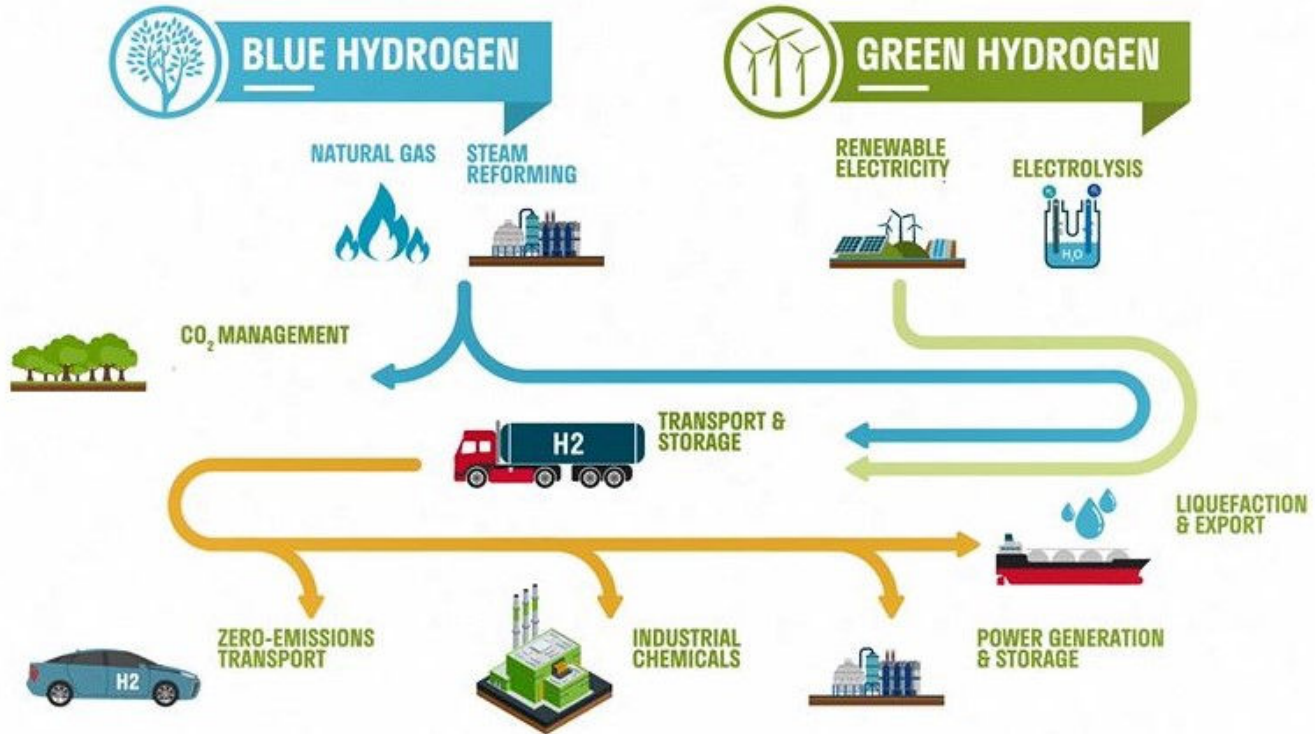 BLUE HYDROGEN
GREEN HYDROGEN
NATURAL GAS
STEAM
REFORMING
RENEWABLE
ELECTRICITY
ELECTROLYSIS
H₂O
CO₂ MANAGEMENT
H2
TRANSPORT &
STORAGE
LIQUEFACTION
& EXPORT
H2
ZERO-EMISSIONS
TRANSPORT
INDUSTRIAL
CHEMICALS
POWER GENERATION
& STORAGE